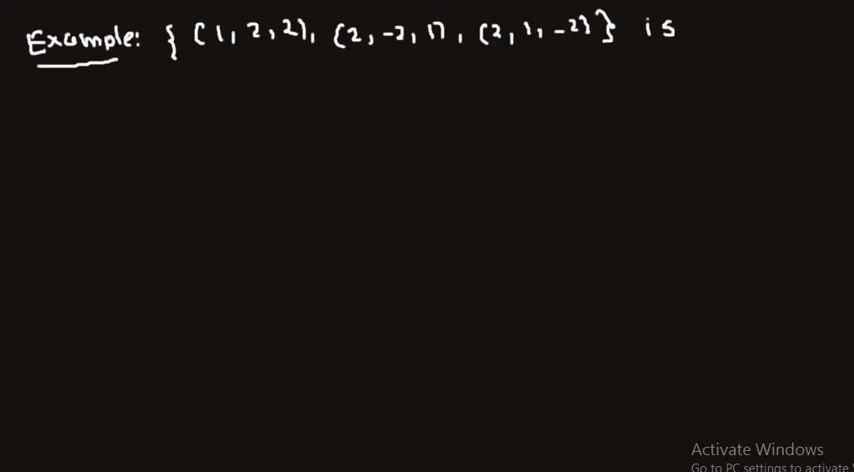 Example: { (1, 2, 2), (2, -2, 1), (2, 1, -2) } is
Activate Windows
Go to PC settings to activate